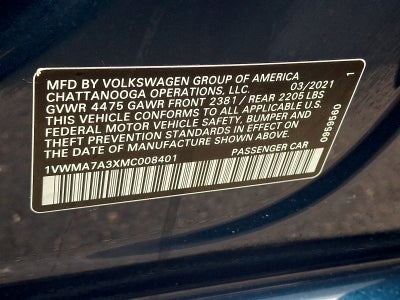 MFD BY VOLKSWAGEN GROUP OF AMERICA
CHATTANOOGA OPERATIONS, LLC. 03/2021
GVWR 4475 GAWR FRONT 2381 / REAR 2205 LBS
THIS VEHICLE CONFORMS TO ALL APPLICABLE U.S.
FEDERAL MOTOR VEHICLE SAFETY, BUMPER AND
THEFT PREVENTION STANDARDS IN EFFECT ON
THE DATE OF MANUFACTURE SHOWN ABOVE.
1VWMA7A3XMC008401 PASSENGER CAR
0959560 1